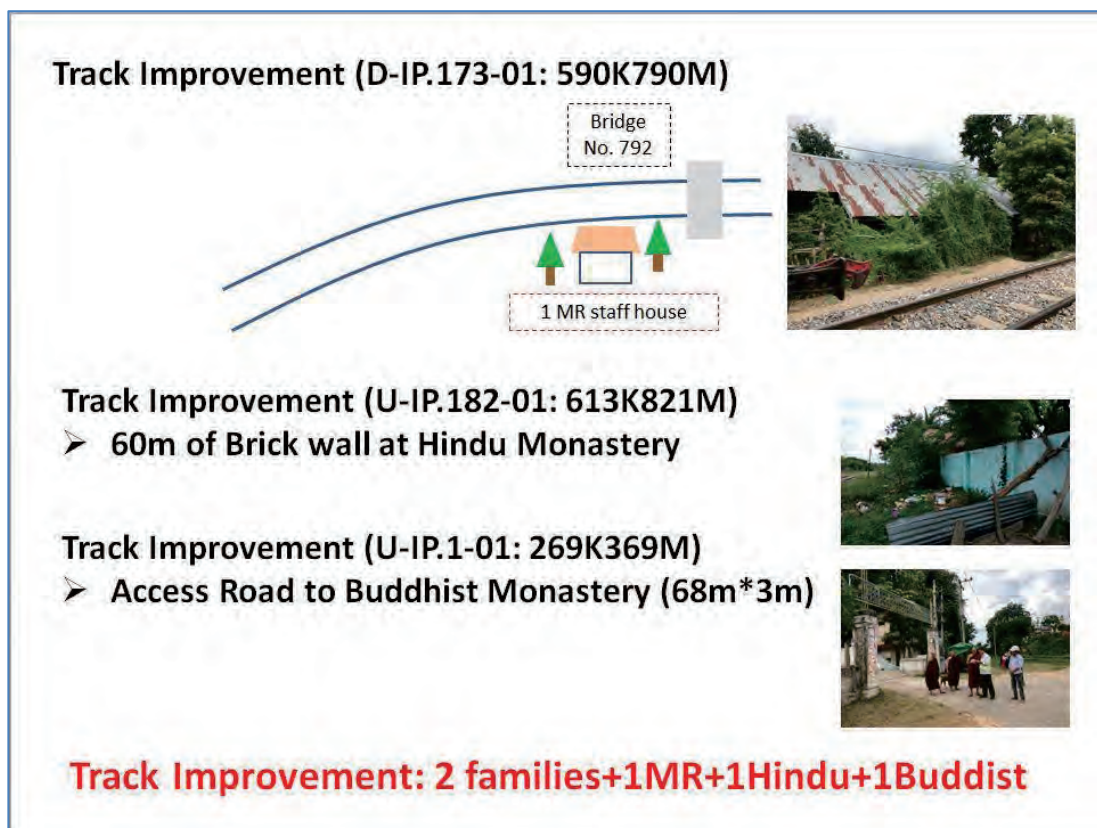 Track Improvement (D-IP.173-01: 590K790M)
Bridge
No. 792
1 MR staff house
Track Improvement (U-IP.182-01: 613K821M)
➢ 60m of Brick wall at Hindu Monastery
Track Improvement (U-IP.1-01: 269K369M)
➢ Access Road to Buddhist Monastery (68m*3m)
Track Improvement: 2 families+1MR+1Hindu+1Buddist